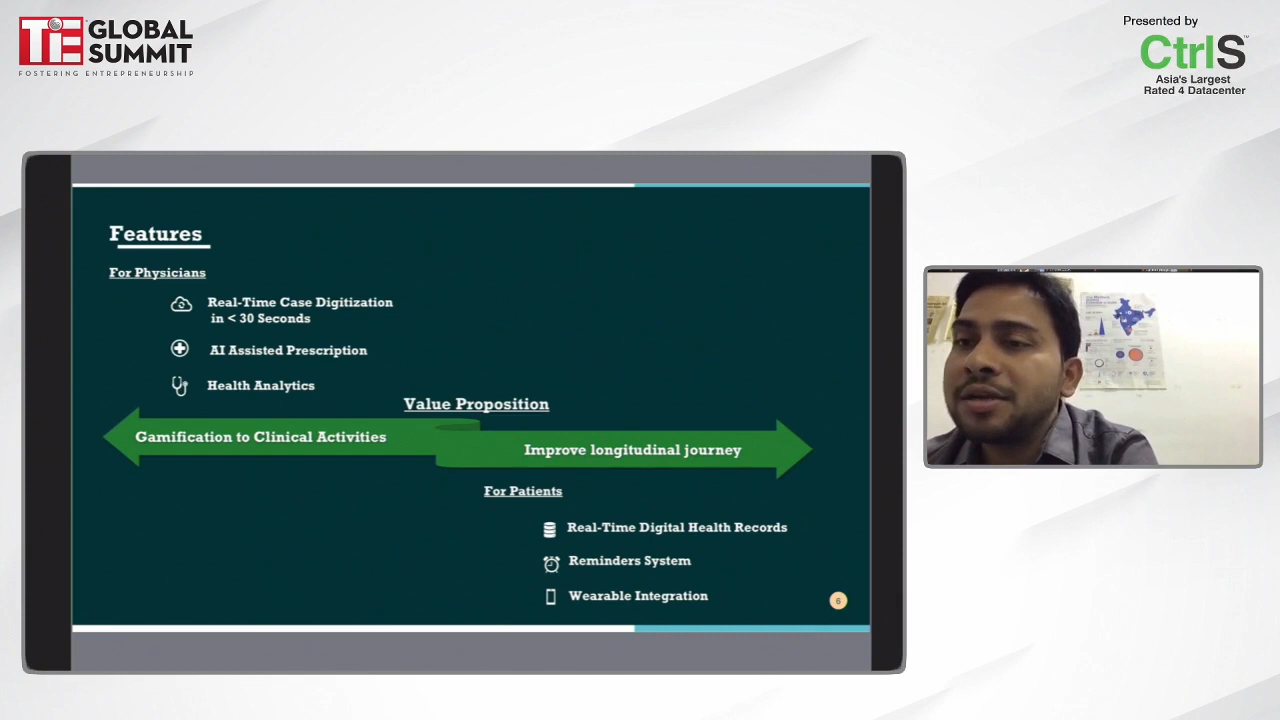 TiE GLOBAL
SUMMIT
FOSTERING ENTREPRENEURSHIP
Presented by
CtrlS™
Asia's Largest
Rated 4 Datacenter
Features
For Physicians
Real-Time Case Digitization
in < 30 Seconds
AI Assisted Prescription
Health Analytics
Value Proposition
Gamification to Clinical Activities
Improve longitudinal journey
For Patients
Real-Time Digital Health Records
Reminders System
Wearable Integration
6